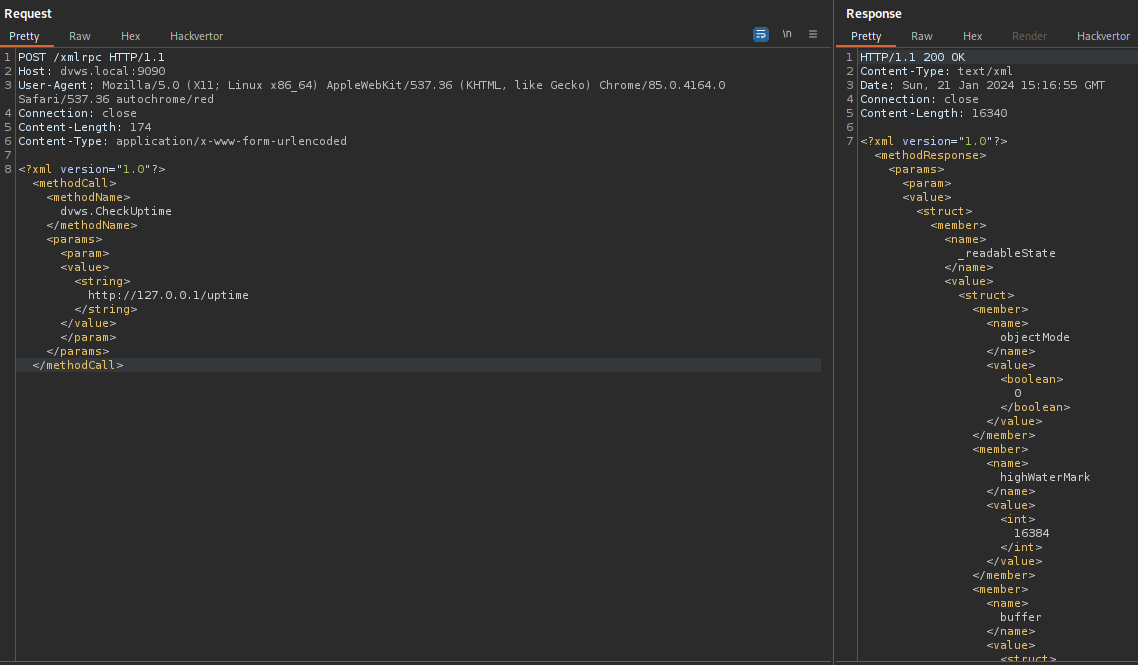 Request
Pretty Raw Hex Hackvertor
\n
1 POST /xmlrpc HTTP/1.1
2 Host: dvws.local:9090
3 User-Agent: Mozilla/5.0 (X11; Linux x86_64) AppleWebKit/537.36 (KHTML, like Gecko) Chrome/85.0.4164.0
Safari/537.36 autochrome/red
4 Connection: close
5 Content-Length: 174
6 Content-Type: application/x-www-form-urlencoded
7
8 <?xml version="1.0"?>
<methodCall>
<methodName>
dvws.CheckUptime
</methodName>
<params>
<param>
<value>
<string>
http://127.0.0.1/uptime
</string>
</value>
</param>
</params>
</methodCall>
Response
Pretty Raw Hex Render Hackvertor
1 HTTP/1.1 200 OK
2 Content-Type: text/xml
3 Date: Sun, 21 Jan 2024 15:16:55 GMT
4 Connection: close
5 Content-Length: 16340
6
7 <?xml version="1.0"?>
<methodResponse>
<params>
<param>
<value>
<struct>
<member>
<name>
_readableState
</name>
<value>
<struct>
<member>
<name>
objectMode
</name>
<value>
<boolean>
0
</boolean>
</value>
</member>
<member>
<name>
highWaterMark
</name>
<value>
<int>
16384
</int>
</value>
</member>
<member>
<name>
buffer
</name>
<value>
<struct>